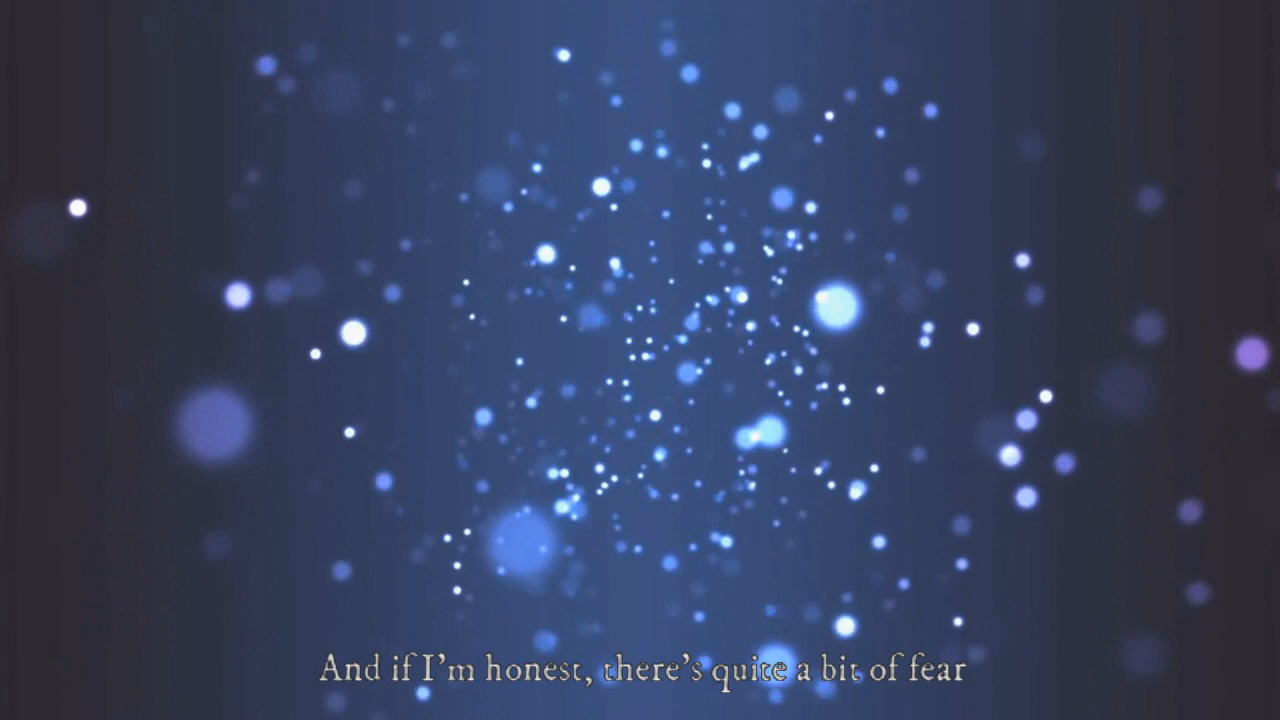 And if I'm honest, there's quite a bit of fear